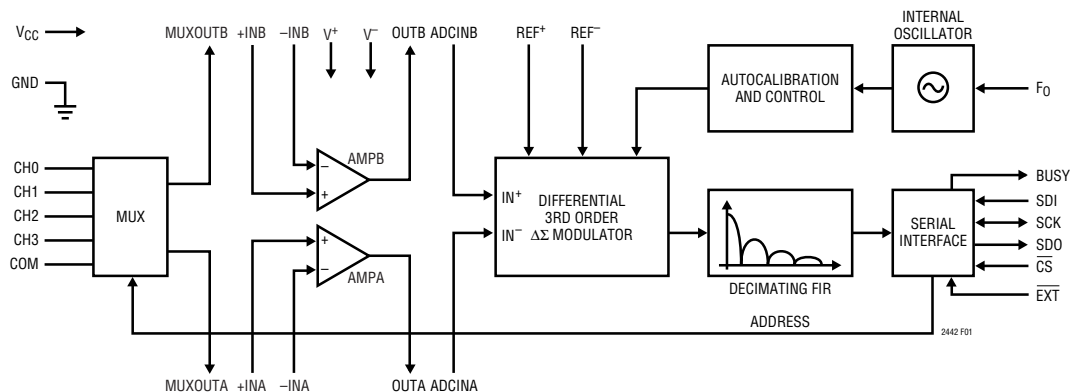 VCC
GND
CH0
CH1
CH2
CH3
COM
MUX
MUXOUTB +INB –INB V+ V– OUTB ADCINB
AMPB
–
+
+
–
AMPA
MUXOUTA +INA –INA OUTA ADCINA
REF+ REF–
IN+
IN–
DIFFERENTIAL
3RD ORDER
ΔΣ MODULATOR
AUTOCALIBRATION
AND CONTROL
INTERNAL
OSCILLATOR
FO
DECIMATING FIR
SERIAL
INTERFACE
BUSY
SDI
SCK
SDO
C̅S̅
E̅X̅T̅
ADDRESS
2442 F01